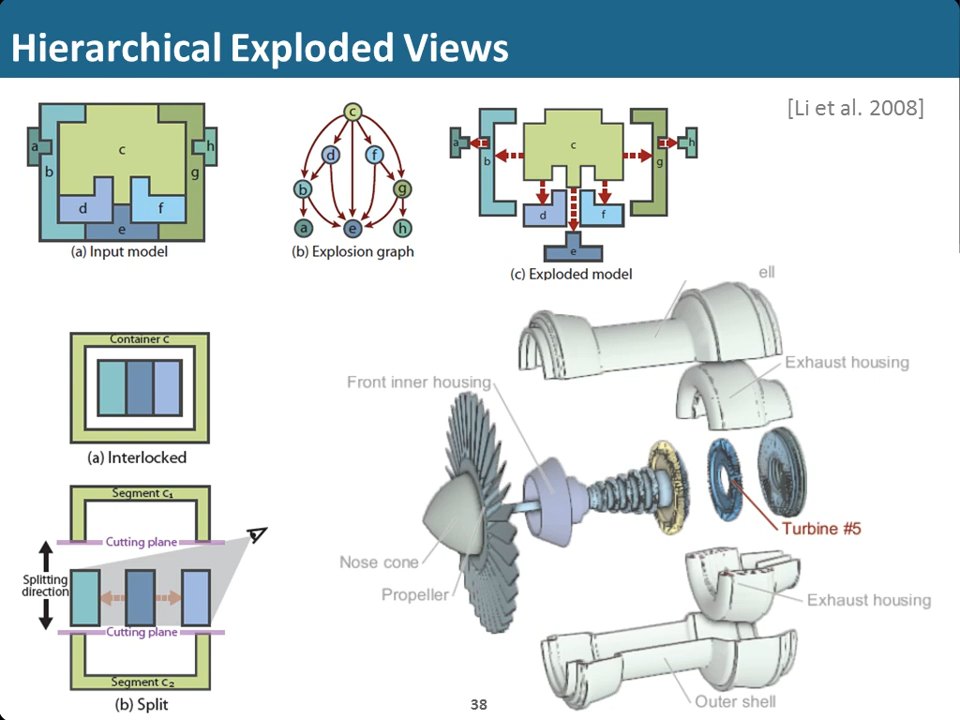 Hierarchical Exploded Views
[Li et al. 2008]
a
b
c
d
e
f
g
h
(a) Input model
c
d
f
b
g
a
e
h
(b) Explosion graph
a
b
c
d
e
f
g
h
(c) Exploded model
ell
Exhaust housing
Front inner housing
Turbine #5
Nose cone
Propeller
Exhaust housing
Outer shell
Container C
(a) Interlocked
Segment C₁
Cutting plane
Splitting
direction
Cutting plane
Segment C₂
(b) Split
38